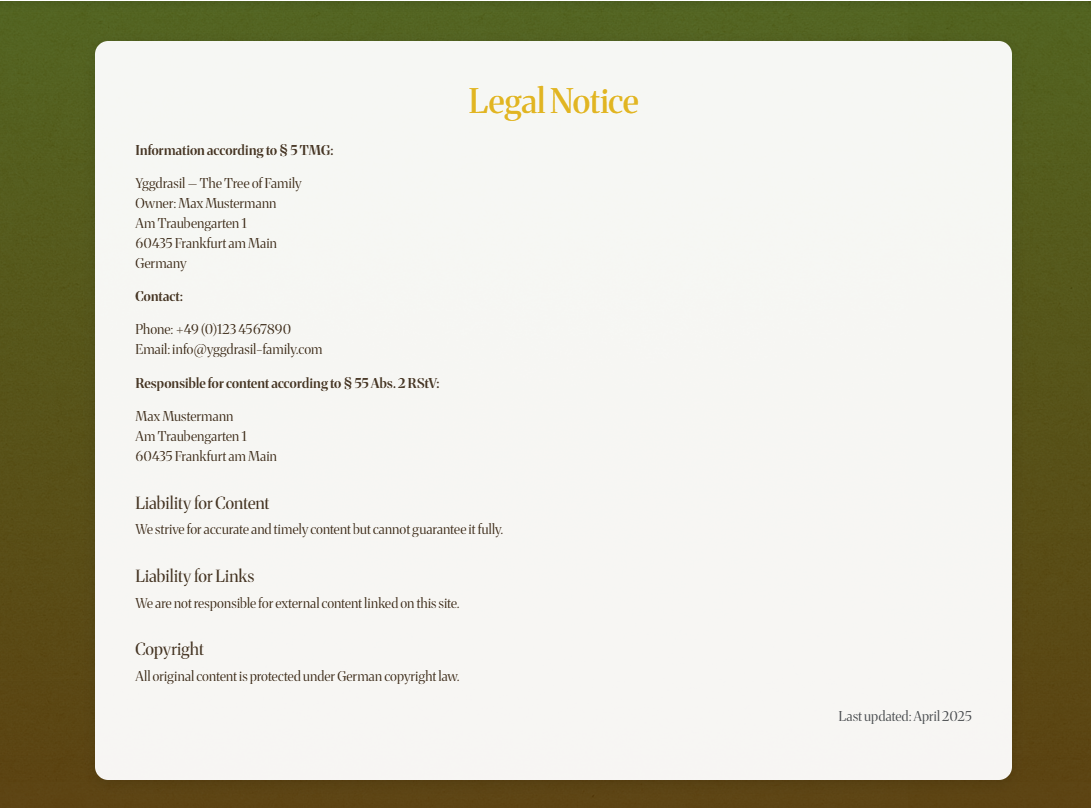 Legal Notice
Information according to § 5 TMG:
Yggdrasil – The Tree of Family
Owner: Max Mustermann
Am Traubengarten 1
60435 Frankfurt am Main
Germany
Contact:
Phone: +49 (0)123 4567890
Email: info@yggdrasil-family.com
Responsible for content according to § 55 Abs. 2 RStV:
Max Mustermann
Am Traubengarten 1
60435 Frankfurt am Main
Liability for Content
We strive for accurate and timely content but cannot guarantee it fully.
Liability for Links
We are not responsible for external content linked on this site.
Copyright
All original content is protected under German copyright law.
Last updated: April 2025